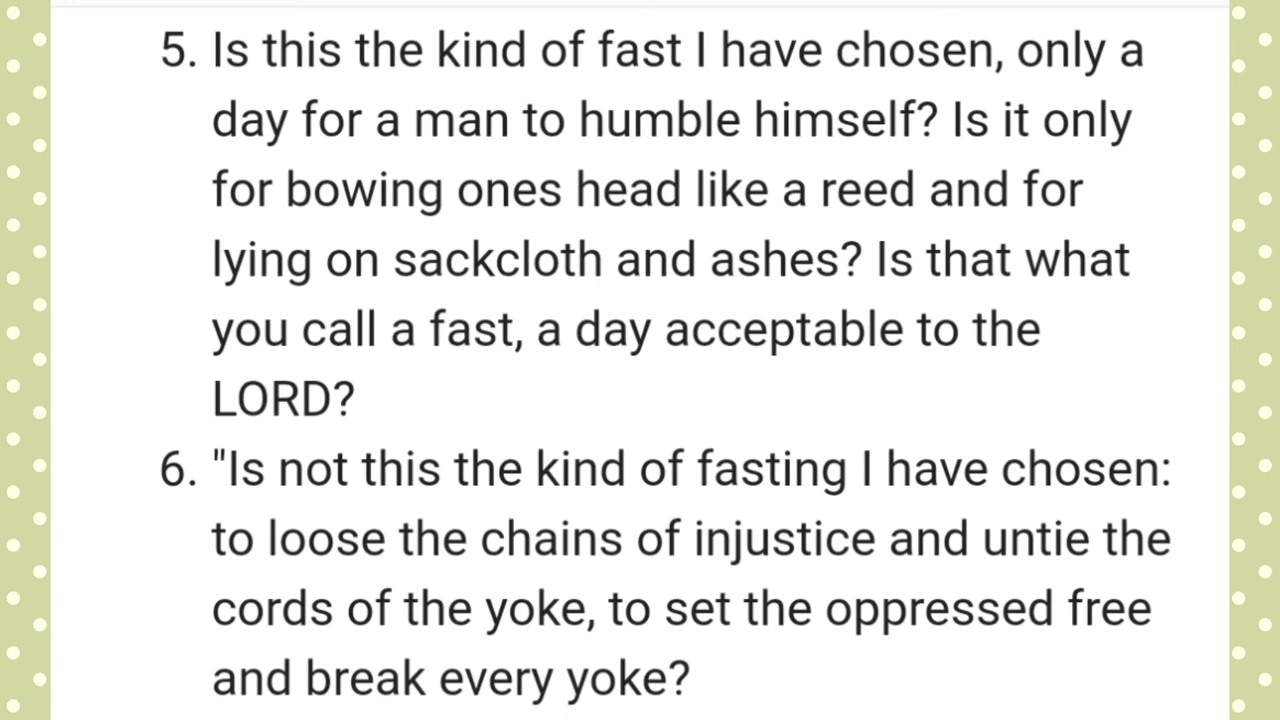 5. Is this the kind of fast I have chosen, only a
day for a man to humble himself? Is it only
for bowing ones head like a reed and for
lying on sackcloth and ashes? Is that what
you call a fast, a day acceptable to the
LORD?
6. "Is not this the kind of fasting I have chosen:
to loose the chains of injustice and untie the
cords of the yoke, to set the oppressed free
and break every yoke?